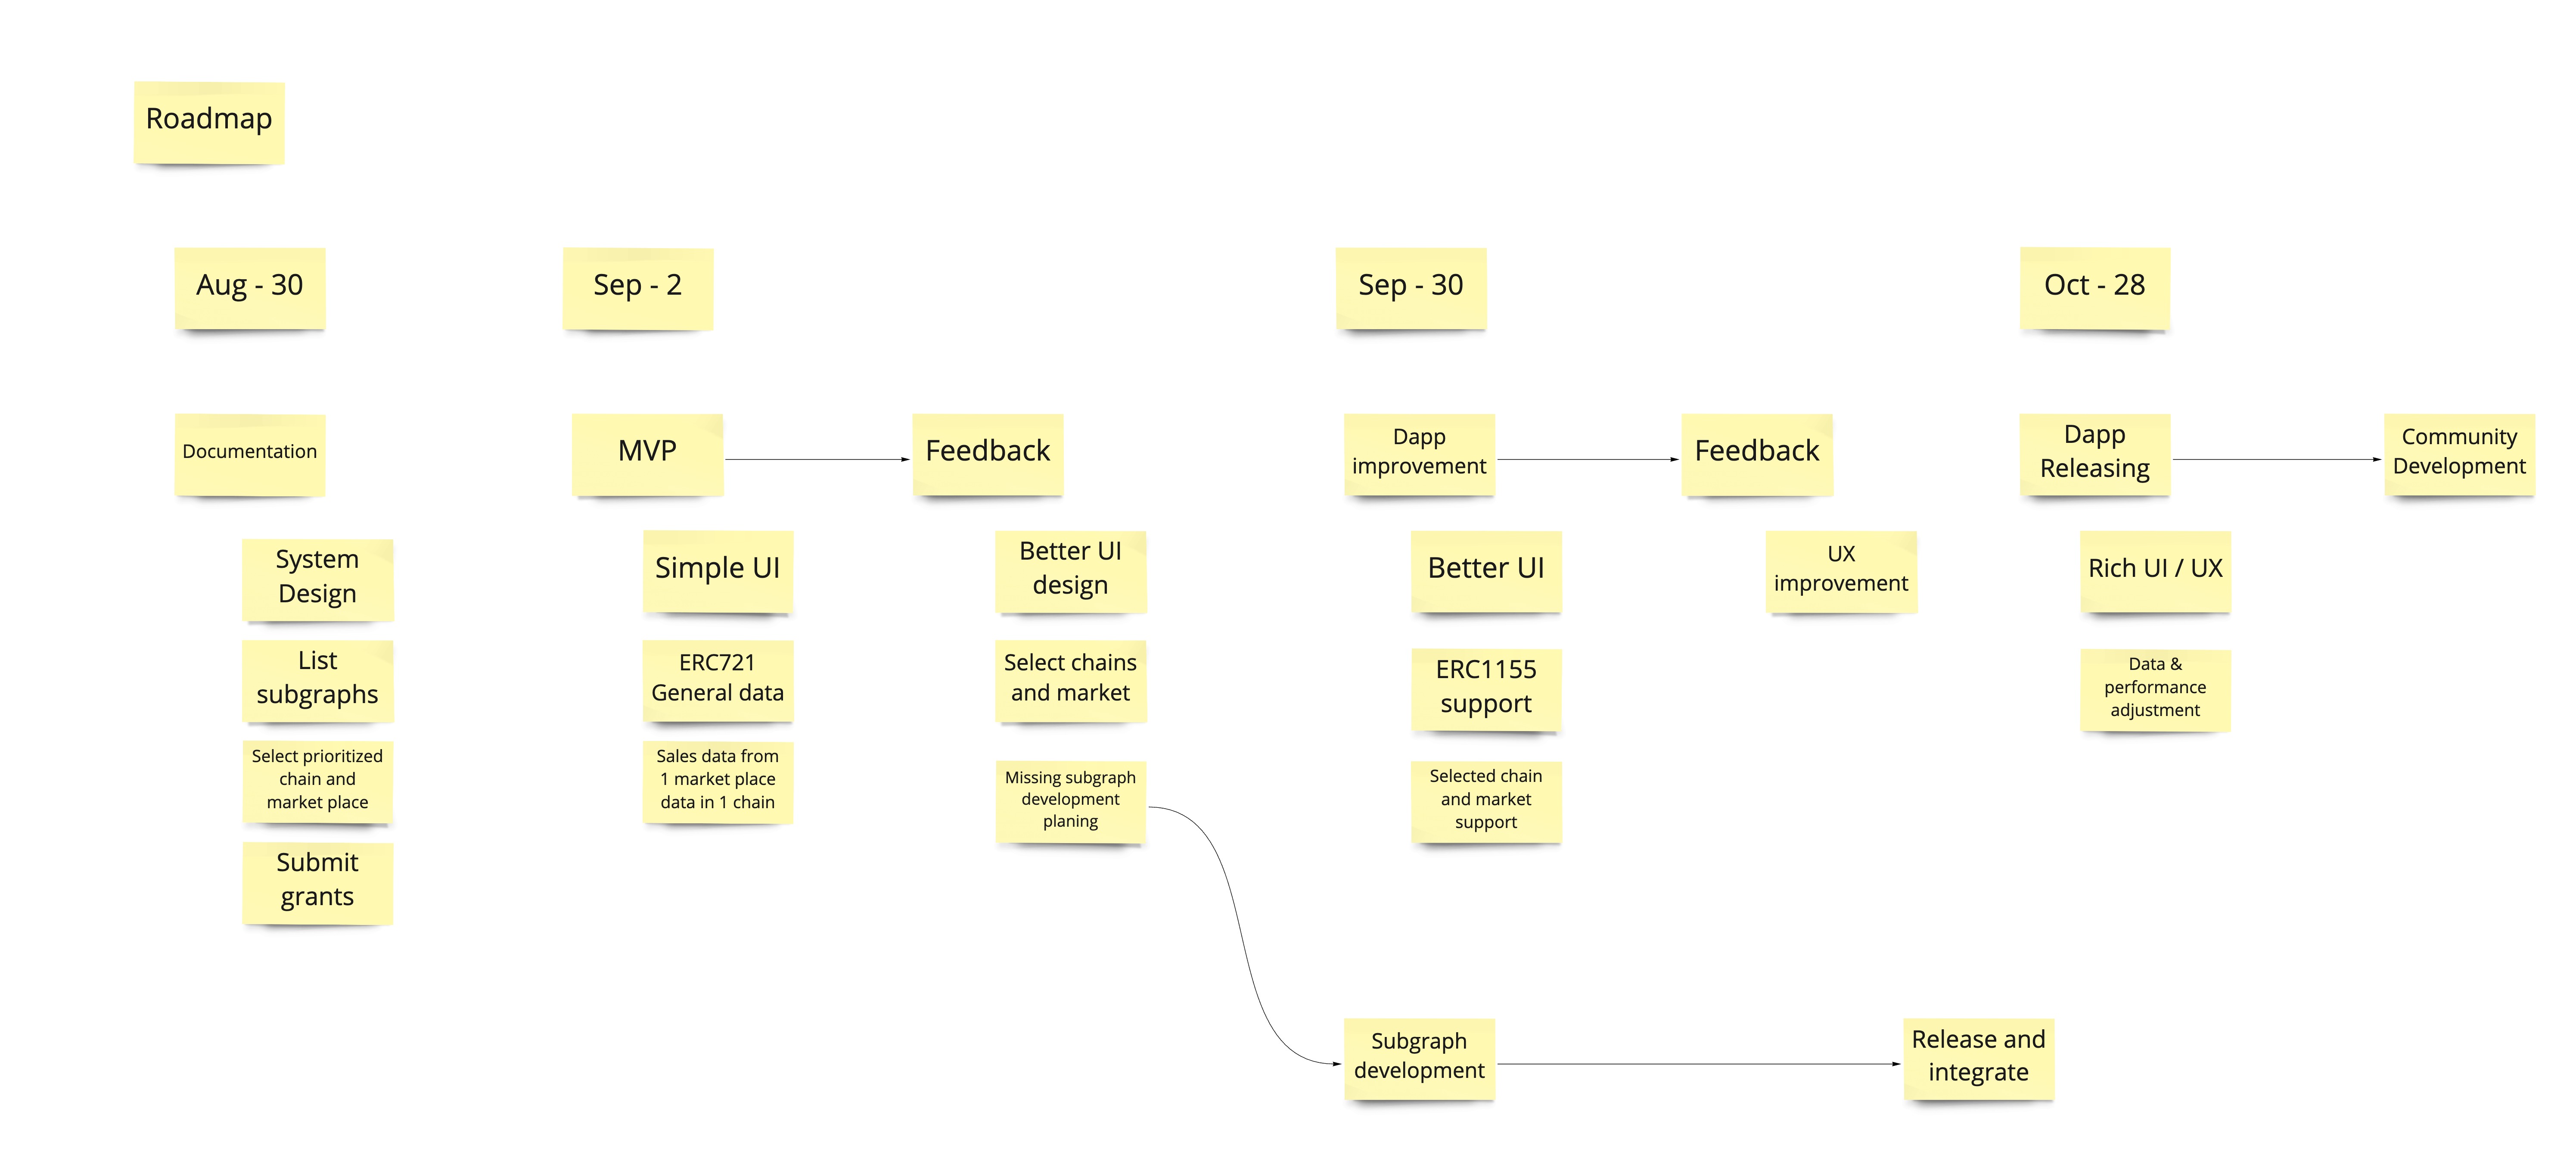 Roadmap
Aug - 30
Sep - 2
Sep - 30
Oct - 28
Documentation
MVP
Feedback
Dapp
improvement
Feedback
Dapp
Releasing
Community
Development
System
Design
List
subgraphs
Select prioritized
chain and
market place
Submit
grants
Simple UI
ERC721
General data
Sales data from
1 market place
data in 1 chain
Better UI
design
Select chains
and market
Missing subgraph
development
planing
Better UI
ERC1155
support
Selected chain
and market
support
UX
improvement
Rich UI / UX
Data &
performance
adjustment
Subgraph
development
Release and
integrate